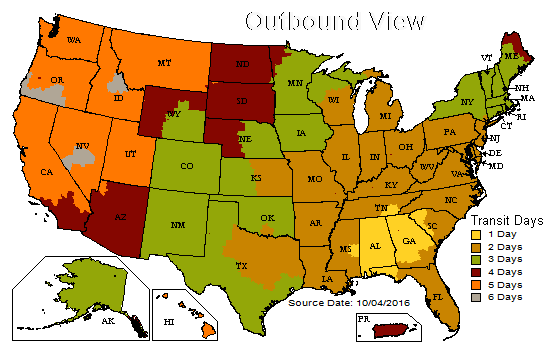 Outbound View
WA
OR
ID
MT
ND
SD
MN
WI
MI
WY
NE
IA
NV
UT
CA
AZ
CO
NM
KS
OK
TX
MO
AR
LA
IL
IN
OH
KY
TN
MS
AL
GA
SC
NC
FL
VA
WV
PA
NY
VT
ME
NH
MA
RI
CT
NJ
DE
MD
Transit Days
1 Day
2 Days
3 Days
4 Days
5 Days
6 Days
Source Date: 10/04/2016
AK
HI
PR